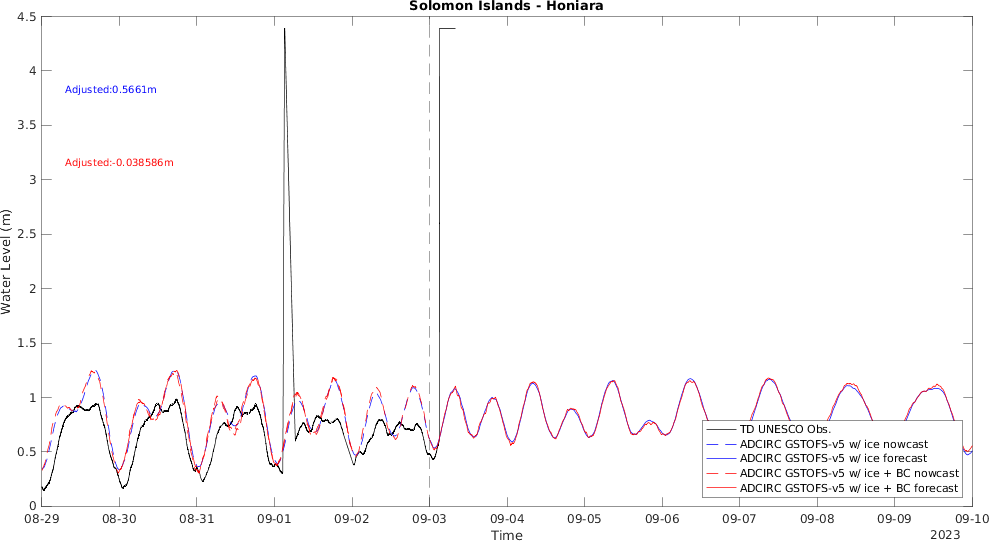 Solomon Islands - Honiara
4.5
4
3.5
3
2.5
2
1.5
1
0.5
0
Water Level (m)
Adjusted:0.5661m
Adjusted:-0.038586m
TD UNESCO Obs.
ADCIRC GSTOFS-v5 w/ ice nowcast
ADCIRC GSTOFS-v5 w/ ice forecast
ADCIRC GSTOFS-v5 w/ ice + BC nowcast
ADCIRC GSTOFS-v5 w/ ice + BC forecast
08-29 08-30 08-31 09-01 09-02 09-03 09-04 09-05 09-06 09-07 09-08 09-09 09-10
Time
2023